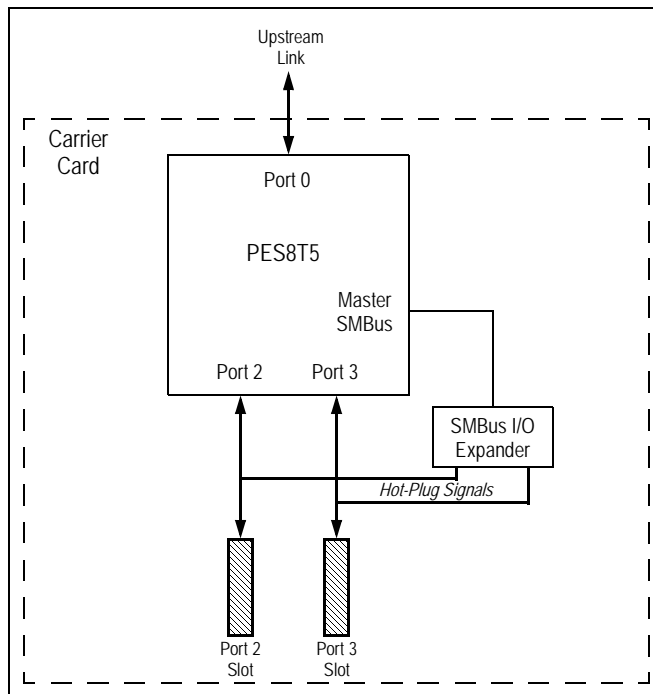 Upstream
Link
Carrier
Card
Port 0
PES8T5
Master
SMBus
Port 2
Port 3
SMBus I/O
Expander
Hot-Plug Signals
Port 2
Slot
Port 3
Slot